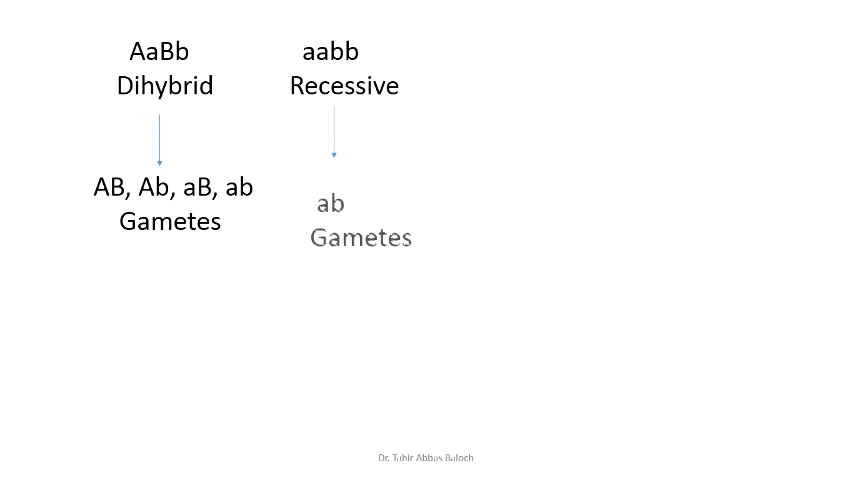 AaBb
Dihybrid
AB, Ab, aB, ab
Gametes
aabb
Recessive
ab
Gametes
Dr. Tahir Abbas Baloch